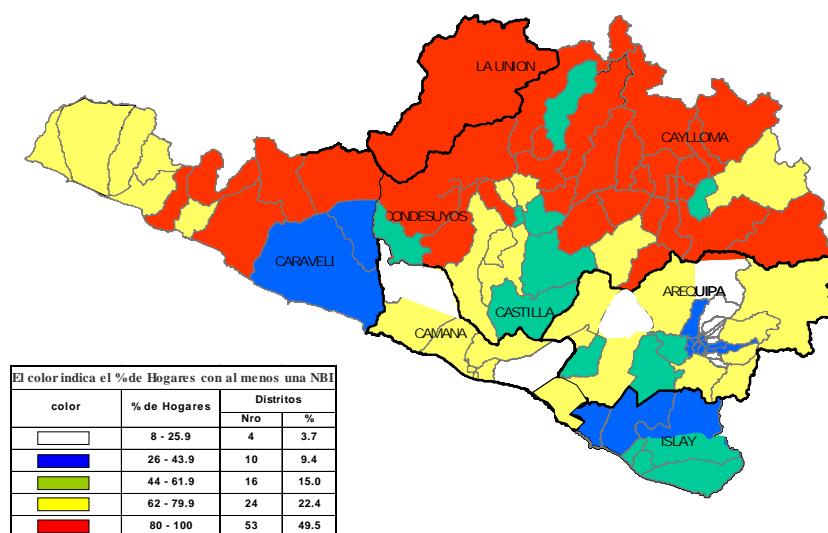 LA UNION
CAYLLOMA
CONDESUYOS
CARAVELI
AREQUIPA
CASTILLA
CAMANA
ISLAY
El color indica el % de Hogares con al menos una NBI
color % de Hogares Distritos
Nro %
8 - 25.9 4 3.7
26 - 43.9 10 9.4
44 - 61.9 16 15.0
62 - 79.9 24 22.4
80 - 100 53 49.5